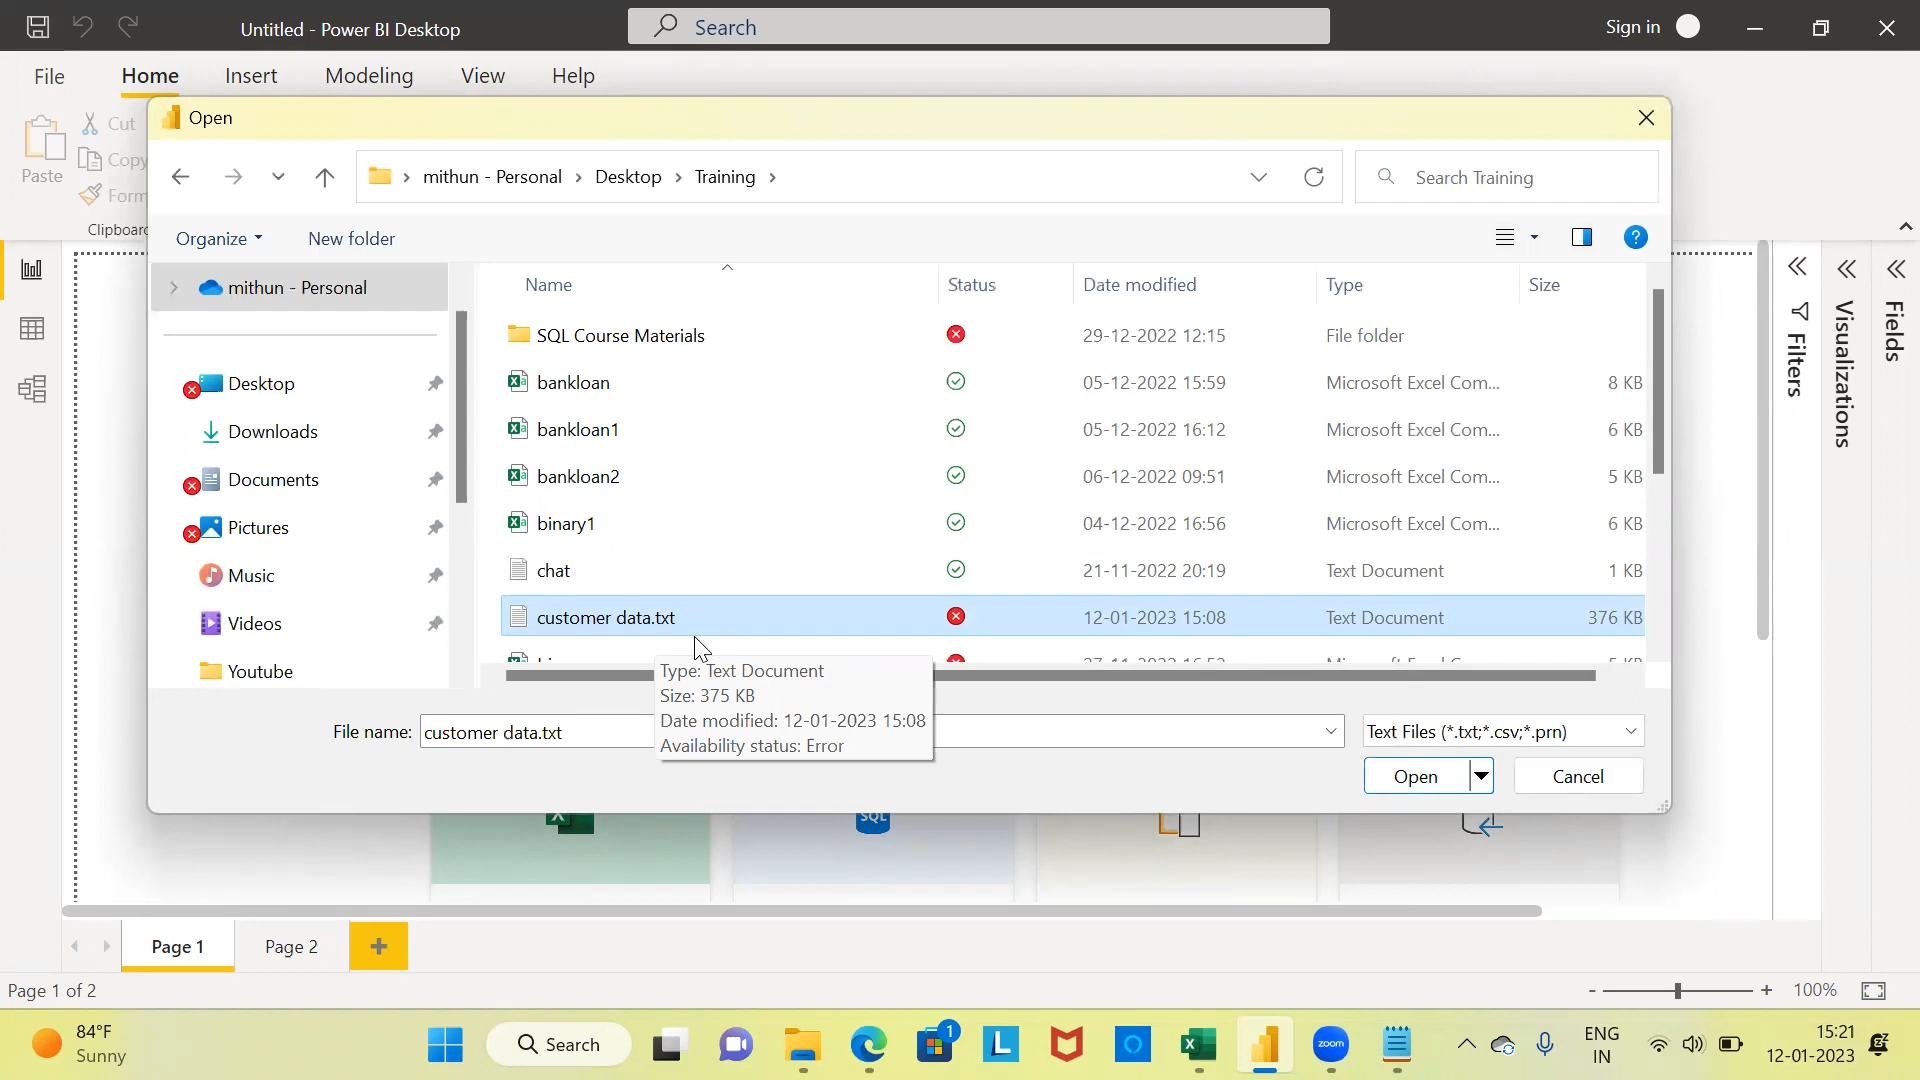 Untitled - Power BI Desktop
Search
Sign in
File
Home
Insert
Modeling
View
Help
Paste
Cut
Copy
Form
Clipboard
Open
mithun - Personal
Desktop
Training
Search Training
Organize
New folder
mithun - Personal
Desktop
Downloads
Documents
Pictures
Music
Videos
Youtube
Name
Status
Date modified
Type
Size
SQL Course Materials
29-12-2022 12:15
File folder
bankloan
05-12-2022 15:59
Microsoft Excel Com...
8 KB
bankloan1
05-12-2022 16:12
Microsoft Excel Com...
6 KB
bankloan2
06-12-2022 09:51
Microsoft Excel Com...
5 KB
binary1
04-12-2022 16:56
Microsoft Excel Com...
6 KB
chat
21-11-2022 20:19
Text Document
1 KB
customer data.txt
12-01-2023 15:08
Text Document
376 KB
Type: Text Document
Size: 375 KB
Date modified: 12-01-2023 15:08
Availability status: Error
File name:
customer data.txt
Text Files (*.txt;*.csv;*.prn)
Open
Cancel
Filters
Visualizations
Fields
SQL
Page 1
Page 2
Page 1 of 2
- + 100%
84°F
Sunny
Search
1
zoom
ENG
IN
15:21
12-01-2023